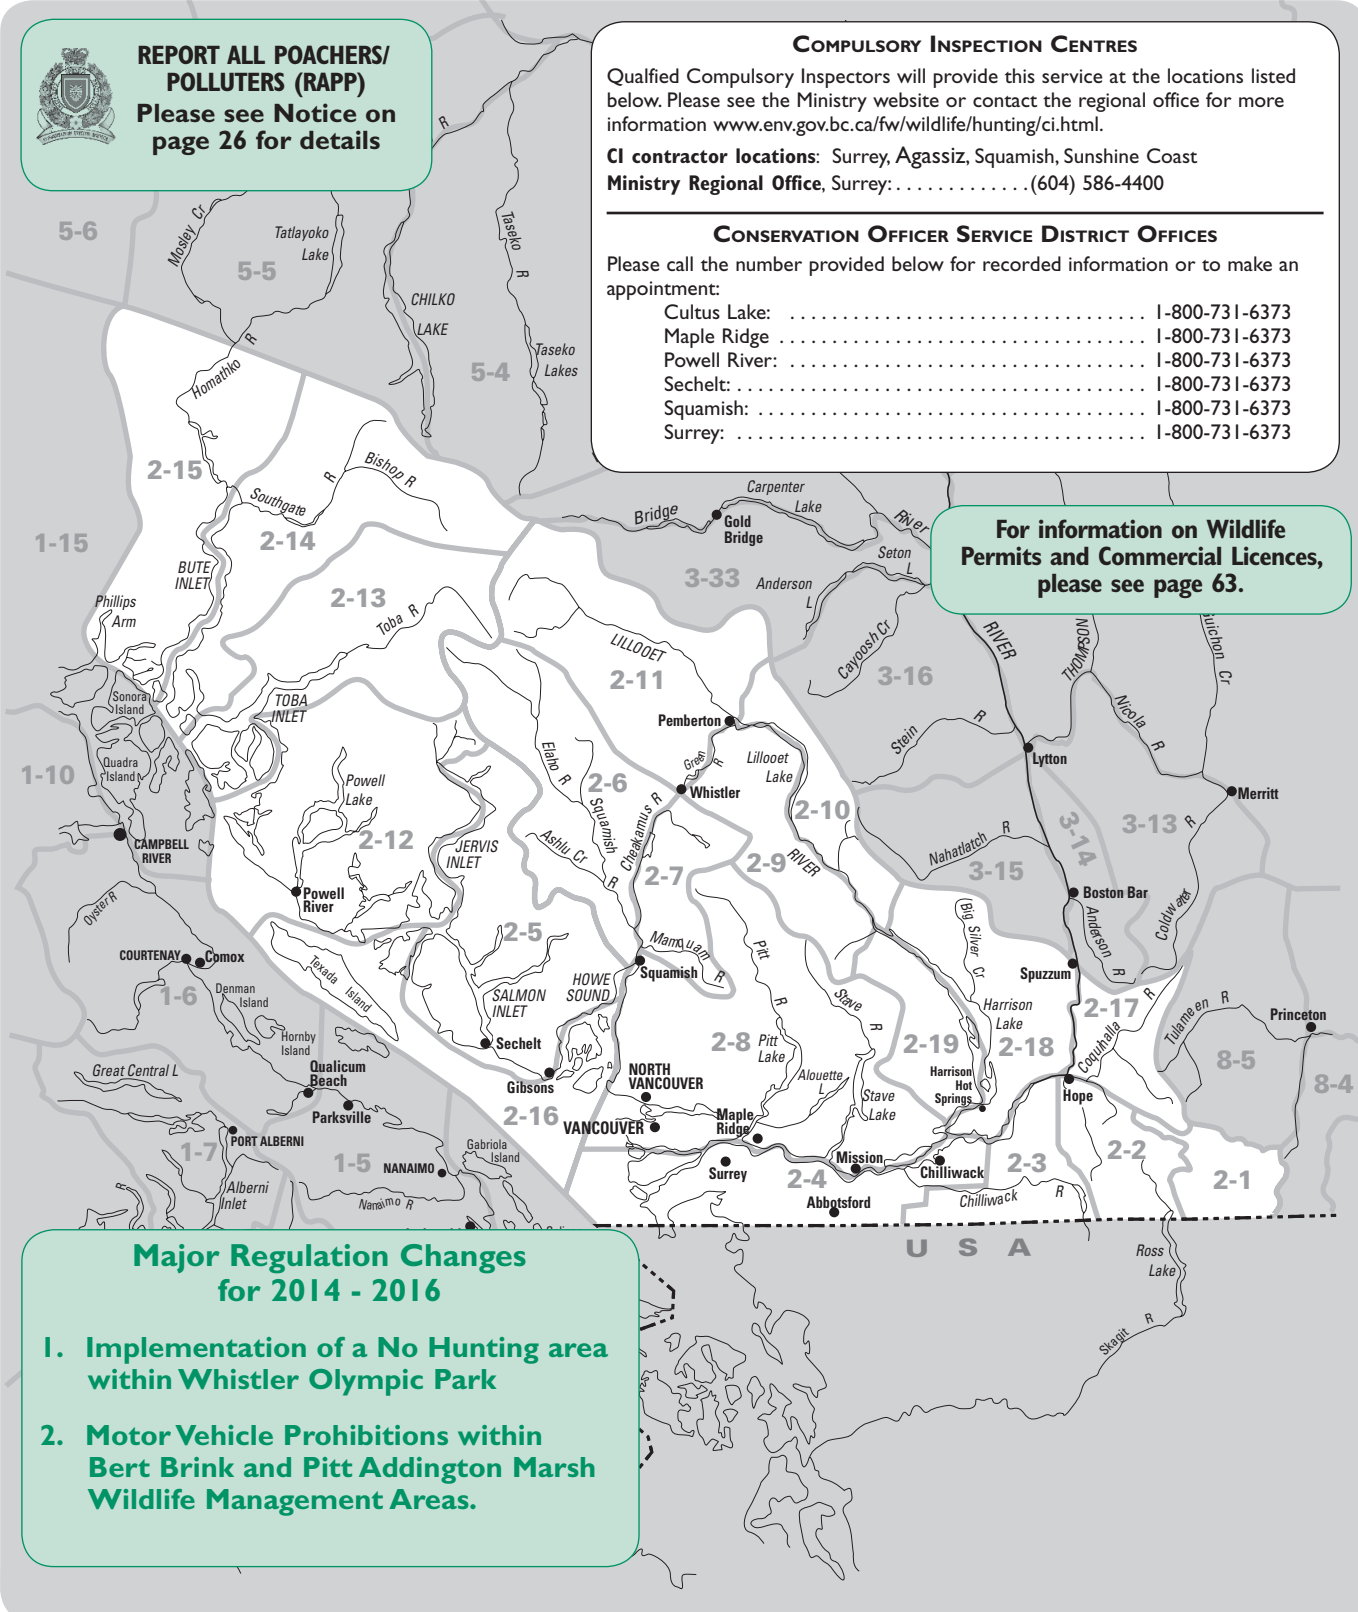 REPORT ALL POACHERS/
POLLUTERS (RAPP)
Please see Notice on
page 26 for details
COMPULSORY INSPECTION CENTRES
Qualfied Compulsory Inspectors will provide this service at the locations listed
below. Please see the Ministry website or contact the regional office for more
information www.env.gov.bc.ca/fw/wildlife/hunting/ci.html.
CI contractor locations: Surrey, Agassiz, Squamish, Sunshine Coast
Ministry Regional Office, Surrey: . . . . . . . . . . . . . (604) 586-4400
CONSERVATION OFFICER SERVICE DISTRICT OFFICES
Please call the number provided below for recorded information or to make an
appointment:
Cultus Lake: . . . . . . . . . . 1-800-731-6373
Maple Ridge . . . . . . . . . . 1-800-731-6373
Powell River: . . . . . . . . . . 1-800-731-6373
Sechelt: . . . . . . . . . . 1-800-731-6373
Squamish: . . . . . . . . . . 1-800-731-6373
Surrey: . . . . . . . . . . 1-800-731-6373
For information on Wildlife
Permits and Commercial Licences,
please see page 63.
R
5-6
Mosley Cr
Tatlayoko
Lake
5-5
Taseko R
CHILKO
LAKE
5-4
Taseko
Lakes
Homathko R
2-15
Bishop R
Southgate R
2-14
1-15
BUTE
INLET
2-13
Toba R
Phillips
Arm
Carpenter
Lake
Bridge River
Gold
Bridge
Seton
L
3-33
Anderson
L
Cayoosh Cr
RIVER
THOMPSON
Guichon Cr
3-16
LILLOOET
2-11
Sonora
Island
TOBA
INLET
Pemberton
Stein R
Nicola R
Lytton
1-10
Quadra
Island
Powell
Lake
Elaho R
2-6
Green R
Lillooet
Lake
Whistler
Merritt
2-10
3-14
3-13
CAMPBELL
RIVER
2-12
JERVIS
INLET
Squamish R
Ashlu Cr
Cheakamus R
Nahatlatch R
3-15
2-7
2-9
RIVER
Powell
River
Boston Bar
Oyster R
Anderson R
Coldwater R
2-5
Big Silver Cr
COURTENAY
Comox
Texada Island
Mamquam R
Pitt R
Squamish
Spuzzum
1-6
Denman
Island
SALMON
INLET
HOWE
SOUND
Stave R
Harrison
Lake
2-17
Tulameen R
Princeton
Hornby
Island
Sechelt
2-8
Pitt
Lake
2-19
2-18
Coquihalla R
8-5
Great Central L
Qualicum
Beach
Gibsons
NORTH
VANCOUVER
Alouette
L
Harrison
Hot
Springs
8-4
Parksville
2-16
VANCOUVER
Maple
Ridge
Stave
Lake
Hope
PORT ALBERNI
1-7
1-5
NANAIMO
Gabriola
Island
Surrey
Mission
2-4
Chilliwack
2-3
2-2
2-1
Alberni
Inlet
Nanaimo R
Abbotsford
Chilliwack R
U S A
Ross
Lake
Skagit R
Major Regulation Changes
for 2014 - 2016
1. Implementation of a No Hunting area
within Whistler Olympic Park
2. Motor Vehicle Prohibitions within
Bert Brink and Pitt Addington Marsh
Wildlife Management Areas.